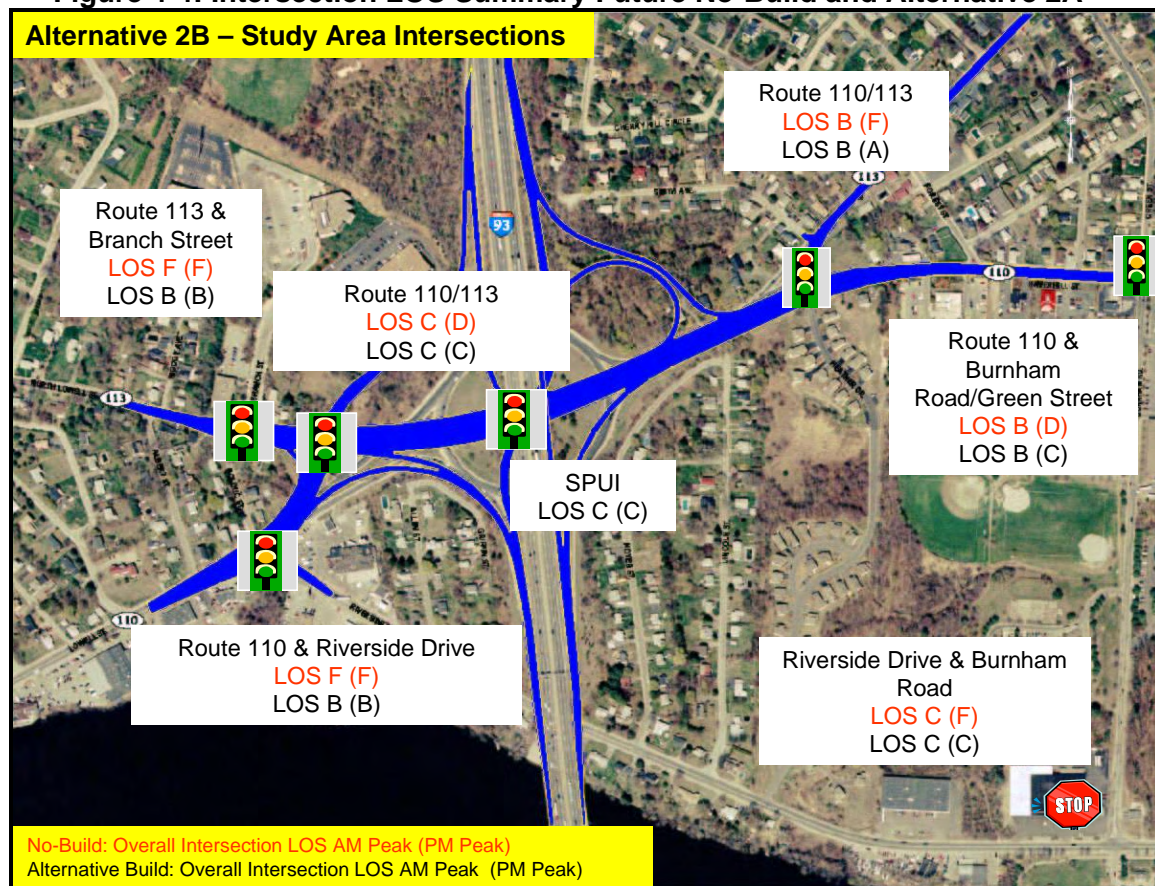 Alternative 2B – Study Area Intersections
Route 110/113
LOS B (F)
LOS B (A)
113
Route 113 &
Branch Street
LOS F (F)
LOS B (B)
93
Route 110/113
LOS C (D)
LOS C (C)
110
Route 110 &
Burnham
Road/Green Street
LOS B (D)
LOS B (C)
113
SPUI
LOS C (C)
110
Route 110 & Riverside Drive
LOS F (F)
LOS B (B)
Riverside Drive & Burnham
Road
LOS C (F)
LOS C (C)
STOP
No-Build: Overall Intersection LOS AM Peak (PM Peak)
Alternative Build: Overall Intersection LOS AM Peak (PM Peak)